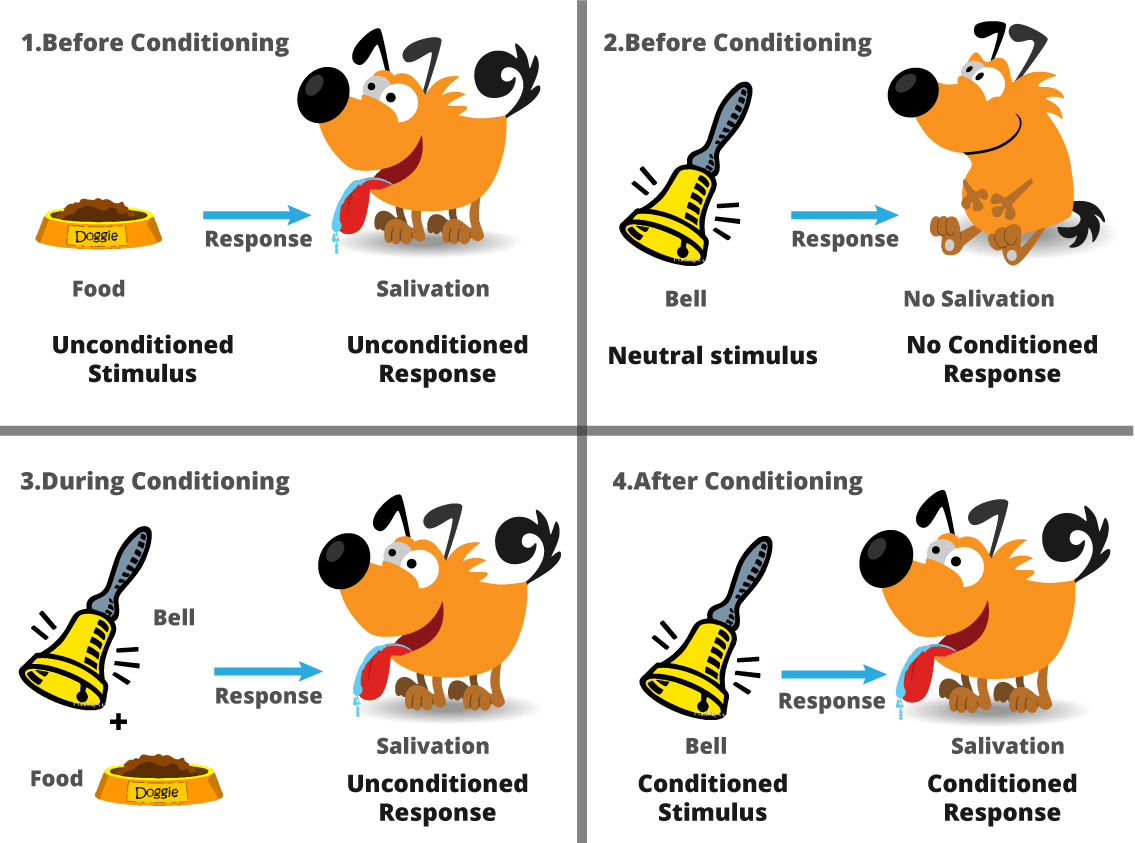 1.Before Conditioning
Doggie
Response
Food
Salivation
Unconditioned
Stimulus
Unconditioned
Response
2.Before Conditioning
Response
Bell
No Salivation
Neutral stimulus
No Conditioned
Response
3.During Conditioning
Bell
Response
+
Food
Doggie
Salivation
Unconditioned
Response
4.After Conditioning
Response
Bell
Salivation
Conditioned
Stimulus
Conditioned
Response